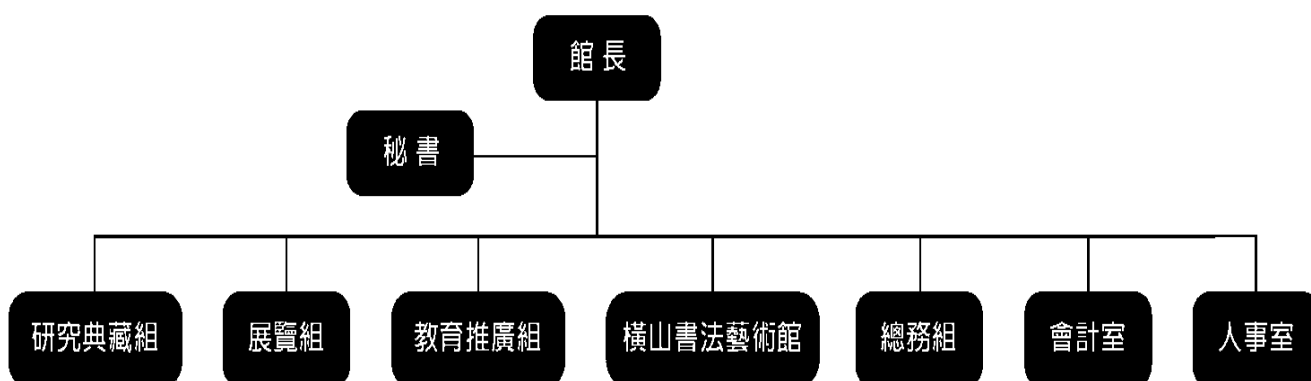 館長
秘書
研究典藏組
展覽組
教育推廣組
橫山書法藝術館
總務組
會計室
人事室